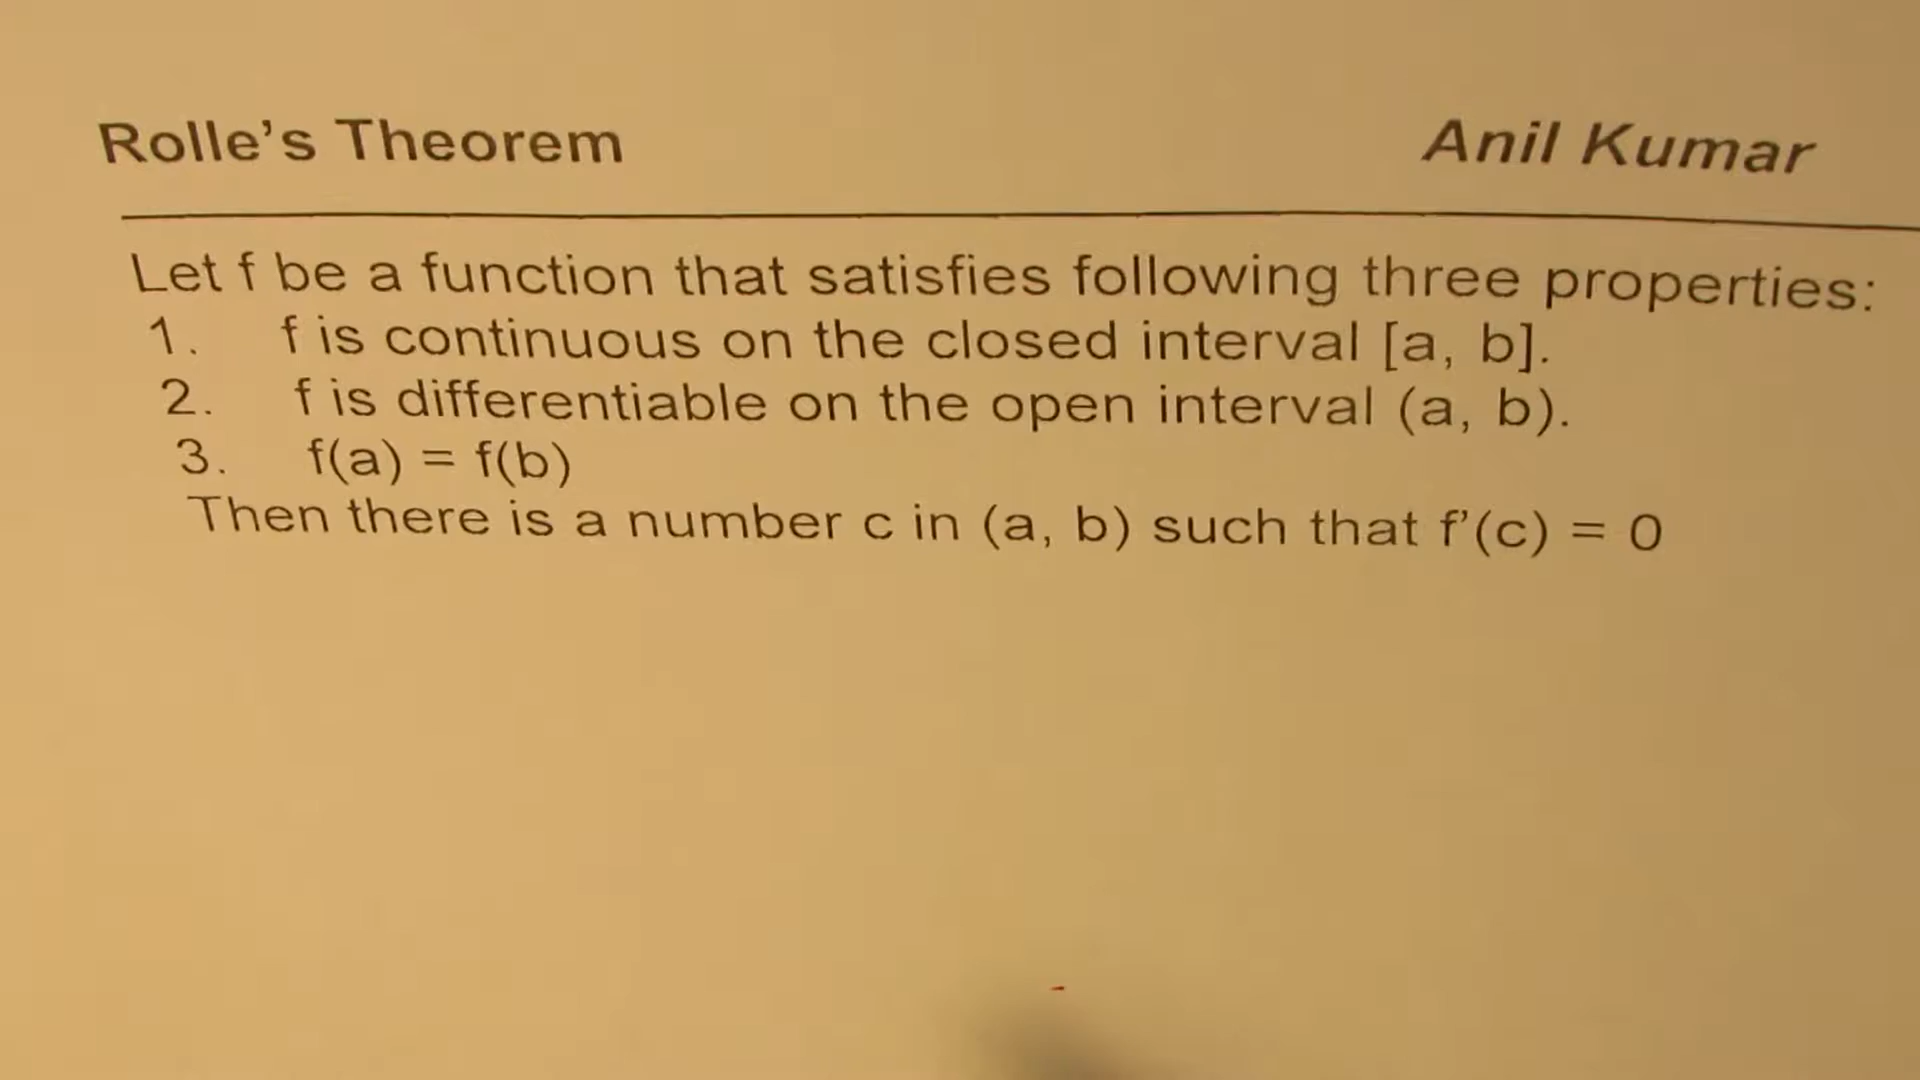 Rolle's Theorem Anil Kumar
Let f be a function that satisfies following three properties:
1. f is continuous on the closed interval [a, b].
2. f is differentiable on the open interval (a, b).
3. f(a) = f(b)
Then there is a number c in (a, b) such that f'(c) = 0